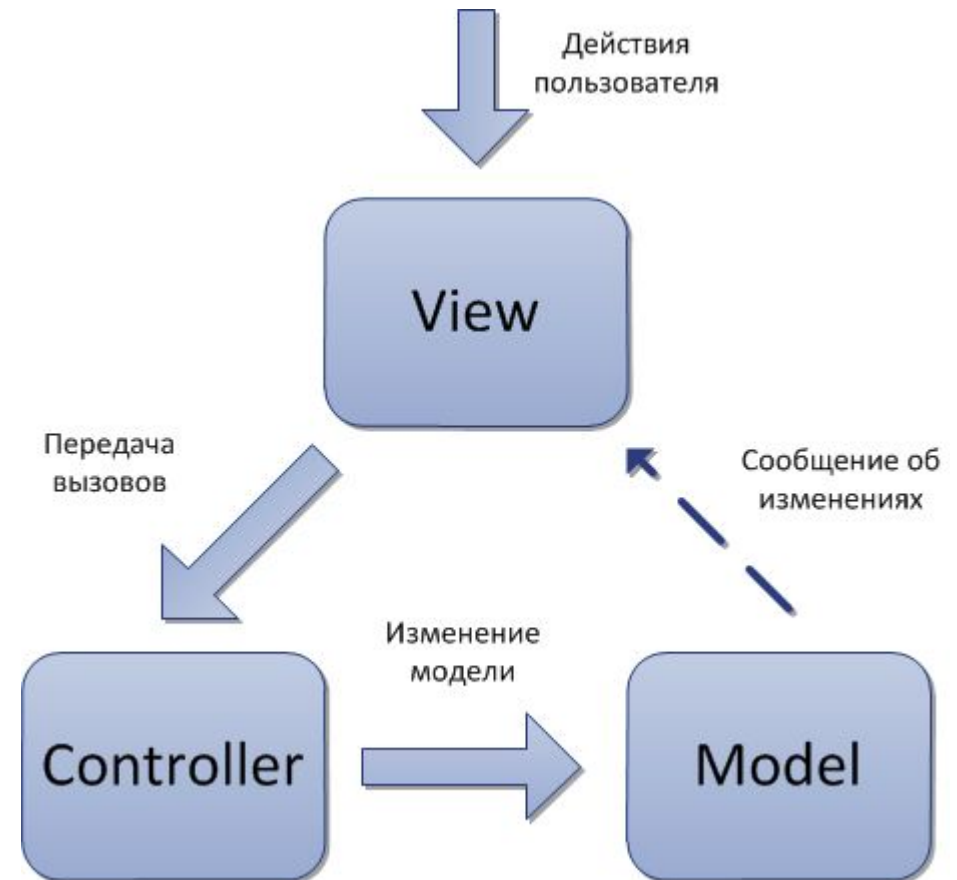 Действия
пользователя
View
Передача
вызовов
Сообщение об
изменениях
Изменение
модели
Controller
Model